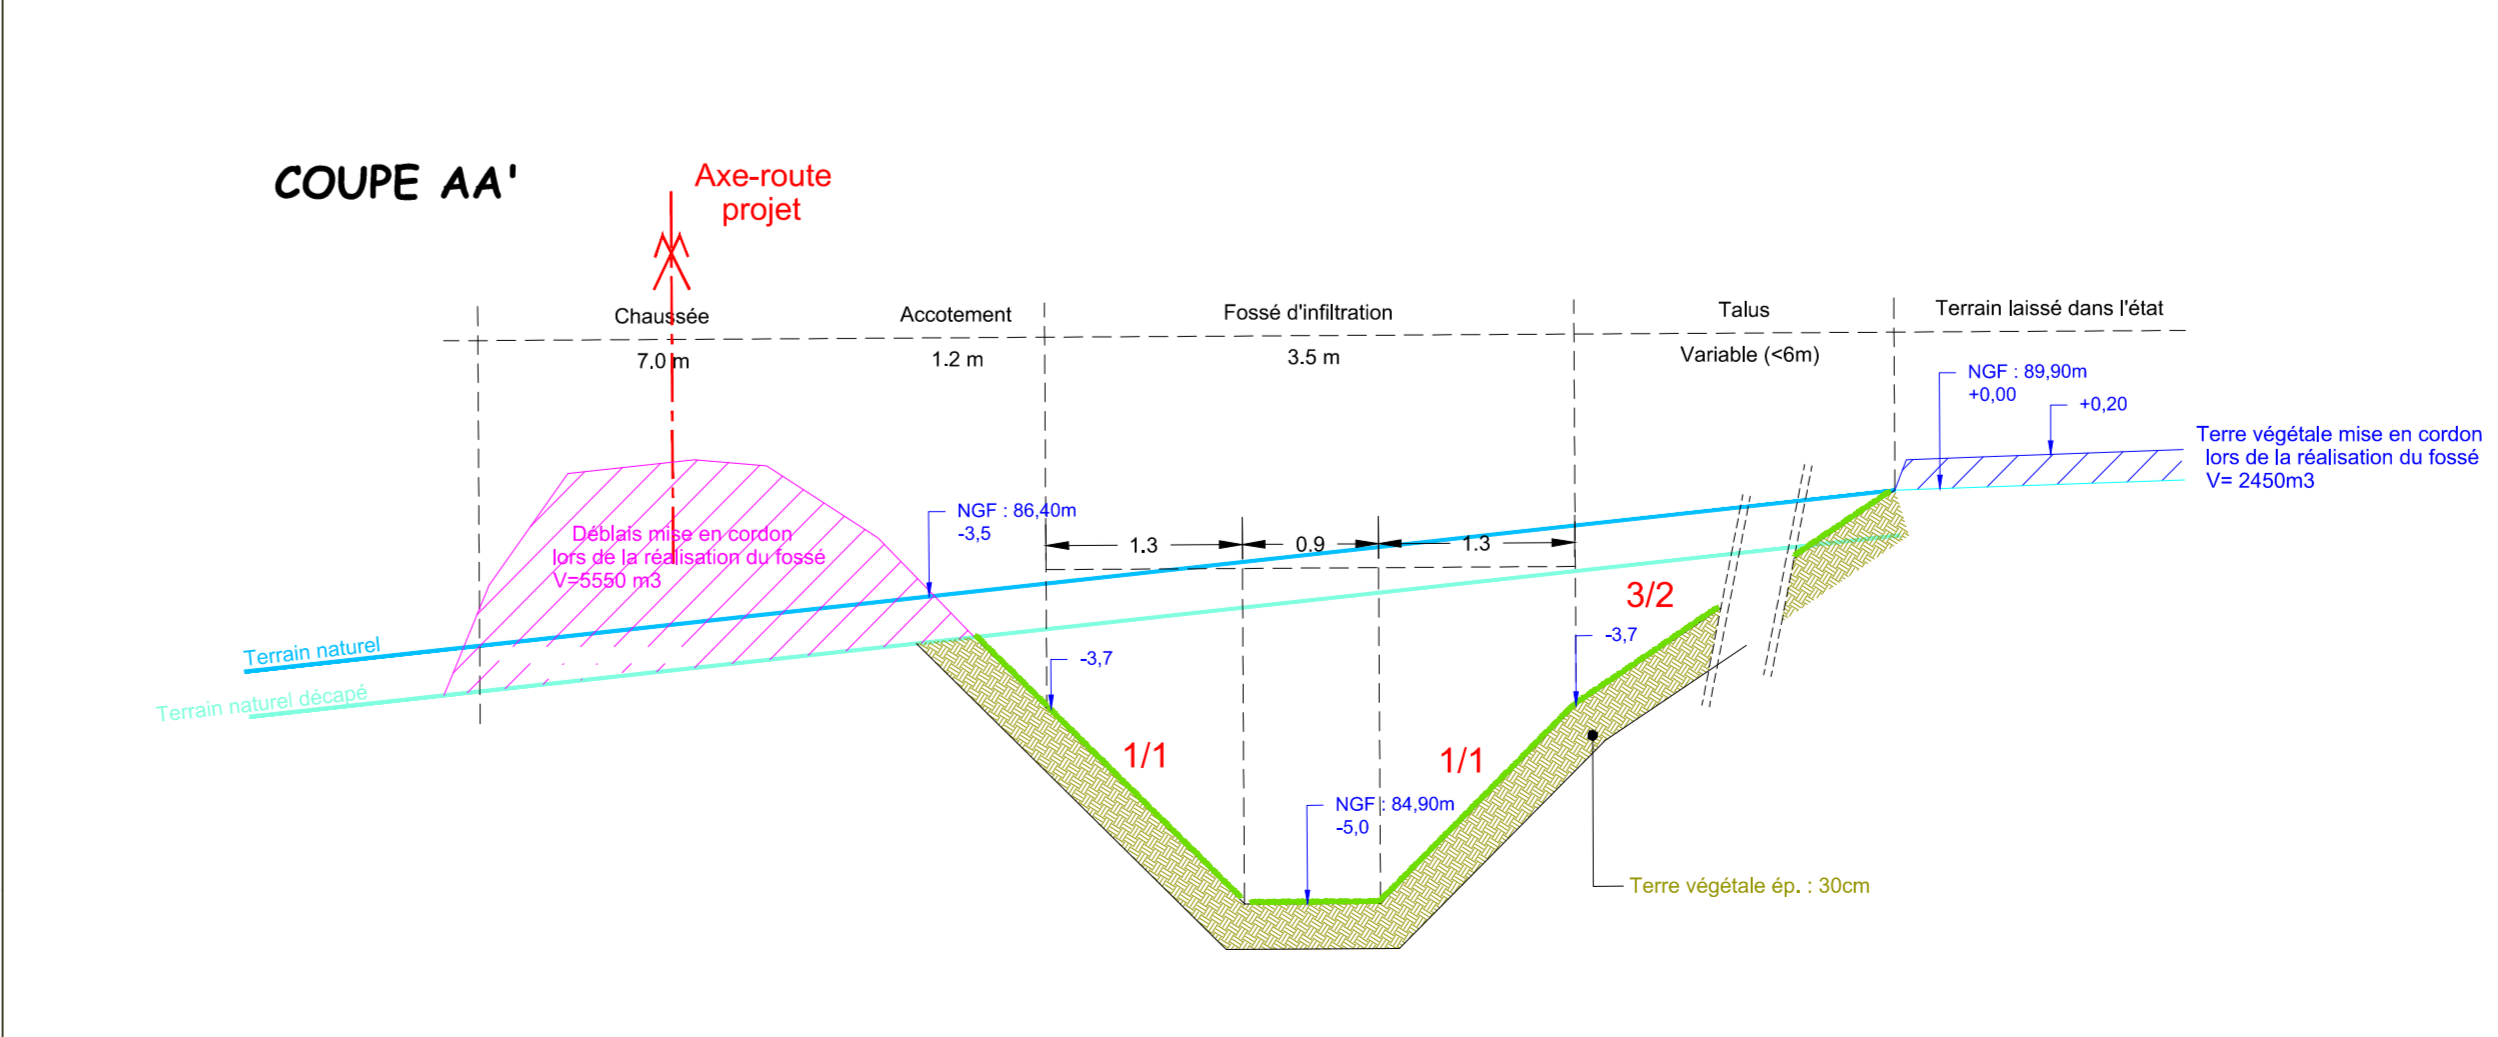 COUPE AA'
Axe-route
projet
Chaussée
Accotement
Fossé d'infiltration
Talus
Terrain laissé dans l'état
7.0 m
1.2 m
3.5 m
Variable (<6m)
NGF : 89,90m
+0,00
+0,20
Terre végétale mise en cordon
lors de la réalisation du fossé
V= 2450m3
NGF : 86,40m
-3,5
Déblais mise en cordon
lors de la réalisation du fossé
V=5550 m3
1.3
0.9
1.3
3/2
-3,7
-3,7
Terrain naturel
Terrain naturel décapé
1/1
1/1
NGF : 84,90m
-5,0
Terre végétale ép. : 30cm